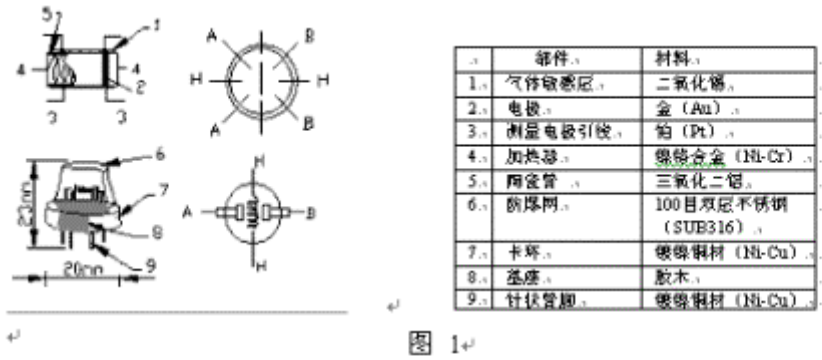 5
1
4
4
2
3
3
A
B
H
H
A
B
6
7
8
9
23mm
20mm
H
A
B
H
部件
材料
1. 气体敏感层
二氧化锡
2. 电极
金（Au）
3. 测量电极引线
铂（Pt）
4. 加热器
镍铬合金（Ni-Cr）
5. 陶瓷管
三氧化二铝
6. 防爆网
100目双层不锈钢
（SUB316）
7. 卡环
镀镍铜材（Ni-Cu）
8. 基座
胶木
9. 针状管脚
镀镍铜材（Ni-Cu）
图 1